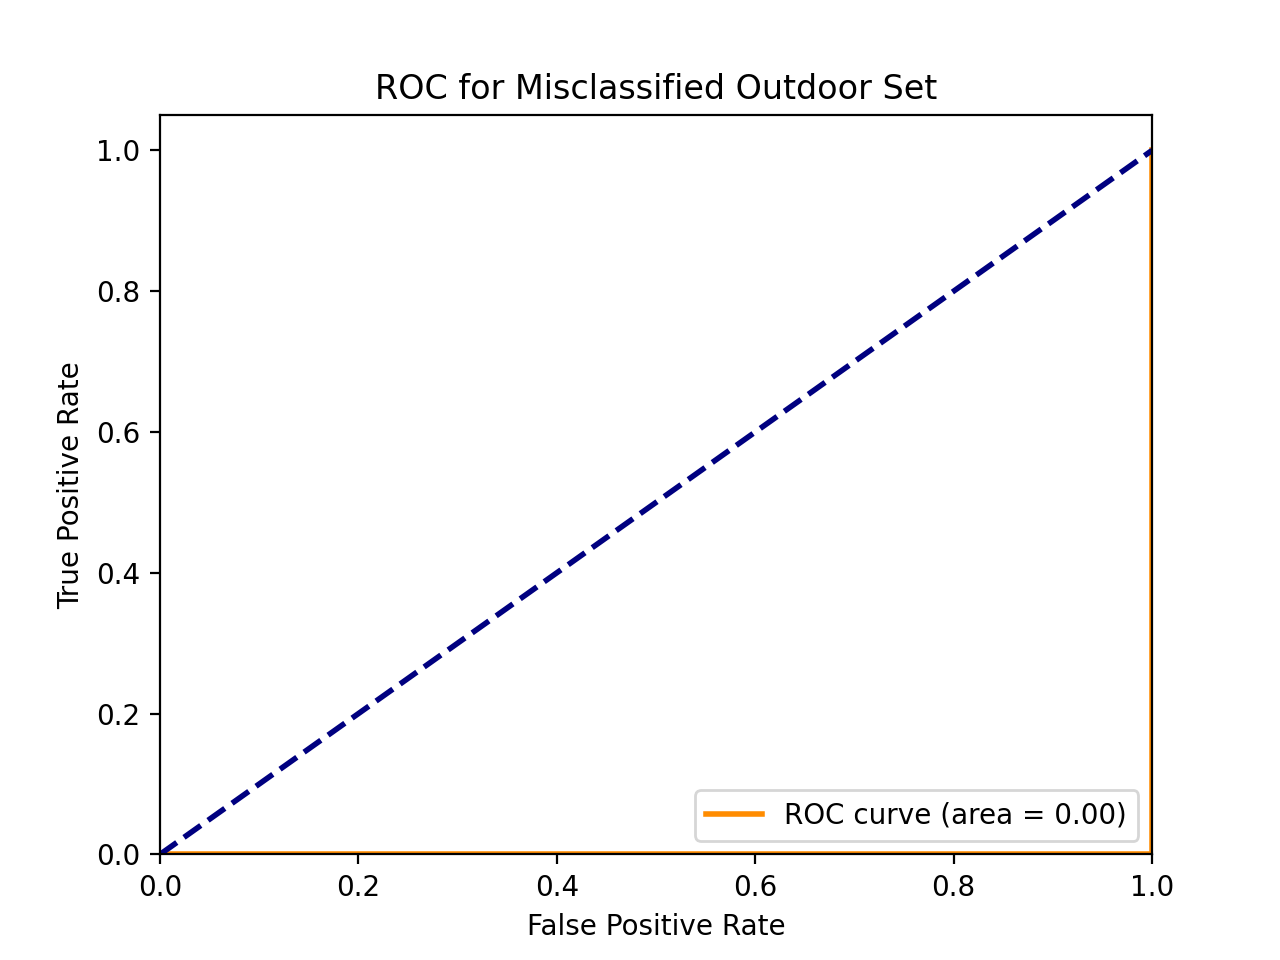 ROC for Misclassified Outdoor Set
True Positive Rate
1.0
0.8
0.6
0.4
0.2
0.0
ROC curve (area = 0.00)
0.0 0.2 0.4 0.6 0.8 1.0
False Positive Rate